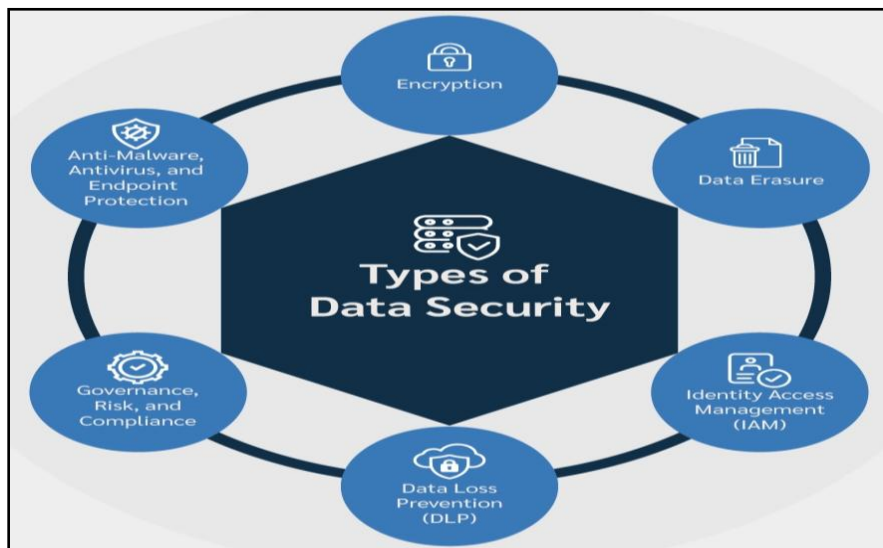 Encryption
Anti-Malware,
Antivirus, and
Endpoint
Protection
Data Erasure
Types of
Data Security
Governance,
Risk, and
Compliance
Identity Access
Management
(IAM)
Data Loss
Prevention
(DLP)